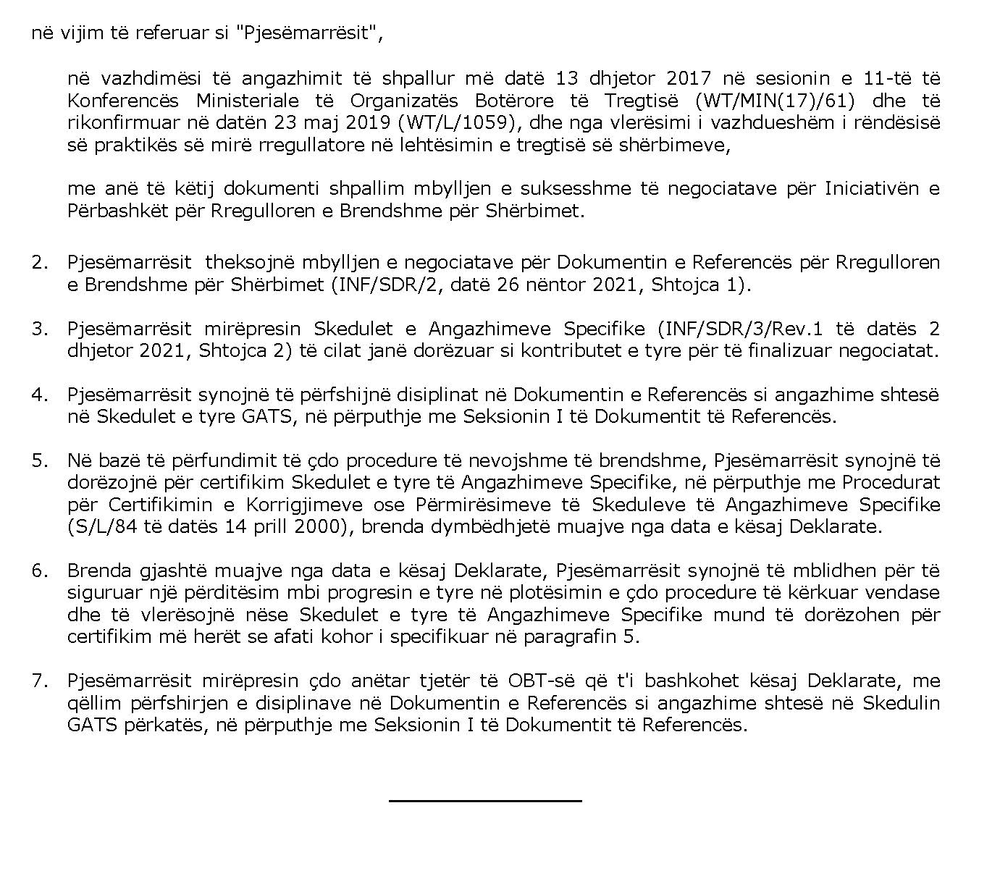 në vijim të referuar si "Pjesëmarrësit",
në vazhdimësi të angazhimit të shpallur më datë 13 dhjetor 2017 në sesionin e 11-të të
Konferencës Ministeriale të Organizatës Botërore të Tregtisë (WT/MIN(17)/61) dhe të
rikonfirmuar në datën 23 maj 2019 (WT/L/1059), dhe nga vlerësimi i vazhdueshëm i rëndësisë
së praktikës së mirë rregullatore në lehtësimin e tregtisë së shërbimeve,
me anë të këtij dokumenti shpallim mbylljen e suksesshme të negociatave për Iniciativën e
Përbashkët për Rregulloren e Brendshme për Shërbimet.
2. Pjesëmarrësit theksojnë mbylljen e negociatave për Dokumentin e Referencës për Rregulloren
e Brendshme për Shërbimet (INF/SDR/2, datë 26 nëntor 2021, Shtojca 1).
3. Pjesëmarrësit mirëpresin Skedulet e Angazhimeve Specifike (INF/SDR/3/Rev.1 të datës 2
dhjetor 2021, Shtojca 2) të cilat janë dorëzuar si kontributet e tyre për të finalizuar negociatat.
4. Pjesëmarrësit synojnë të përfshijnë disiplinat në Dokumentin e Referencës si angazhime shtesë
në Skedulet e tyre GATS, në përputhje me Seksionin I të Dokumentit të Referencës.
5. Në bazë të përfundimit të çdo procedure të nevojshme të brendshme, Pjesëmarrësit synojnë të
dorëzojnë për certifikim Skedulet e tyre të Angazhimeve Specifike, në përputhje me Procedurat
për Certifikimin e Korrigjimeve ose Përmirësimeve të Skeduleve të Angazhimeve Specifike
(S/L/84 të datës 14 prill 2000), brenda dymbëdhjetë muajve nga data e kësaj Deklarate.
6. Brenda gjashtë muajve nga data e kësaj Deklarate, Pjesëmarrësit synojnë të mblidhen për të
siguruar një përditësim mbi progresin e tyre në plotësimin e çdo procedure të kërkuar vendase
dhe të vlerësojnë nëse Skedulet e tyre të Angazhimeve Specifike mund të dorëzohen për
certifikim më herët se afati kohor i specifikuar në paragrafin 5.
7. Pjesëmarrësit mirëpresin çdo anëtar tjetër të OBT-së që t'i bashkohet kësaj Deklarate, me
qëllim përfshirjen e disiplinave në Dokumentin e Referencës si angazhime shtesë në Skedulin
GATS përkatës, në përputhje me Seksionin I të Dokumentit të Referencës.